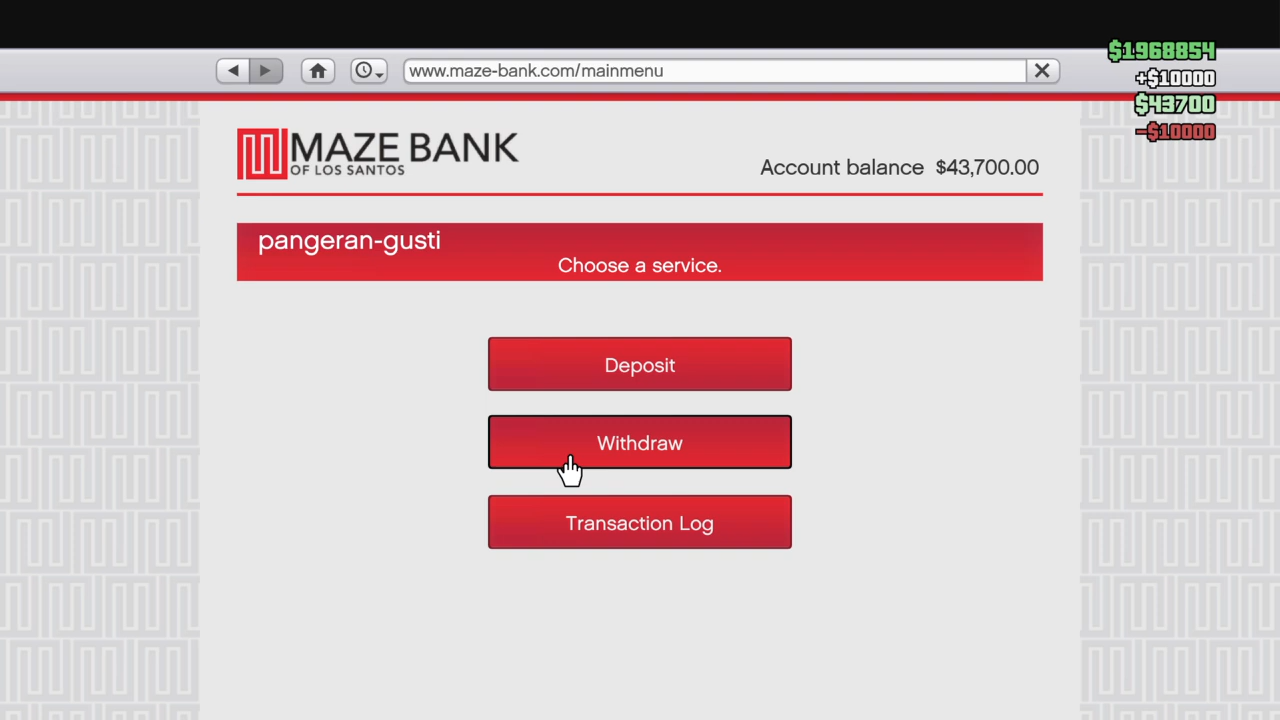 www.maze-bank.com/mainmenu
$1968854
+$10000
$43700
-$10000
MAZE BANK
OF LOS SANTOS
Account balance $43,700.00
pangeran-gusti
Choose a service.
Deposit
Withdraw
Transaction Log